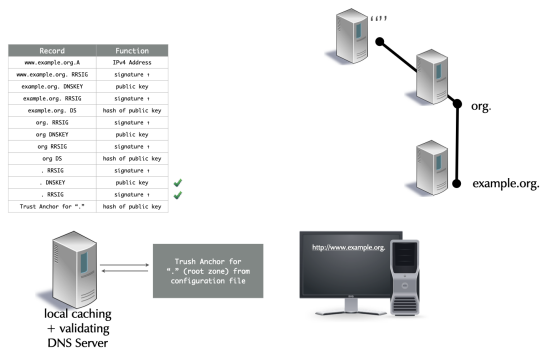 “”
Record Function
www.example.org.A IPv4 Address
www.example.org. RRSIG signature ↑
example.org. DNSKEY public key
example.org. RRSIG signature ↑
example.org. DS hash of public key
org. RRSIG signature ↑
org DNSKEY public key
org RRSIG signature ↑
org DS hash of public key
. RRSIG signature ↑
. DNSKEY public key
. RRSIG signature ↑
Trust Anchor for "." hash of public key
org.
example.org.
local caching
+ validating
DNS Server
Trush Anchor for
"." (root zone) from
configuration file
http://www.example.org.